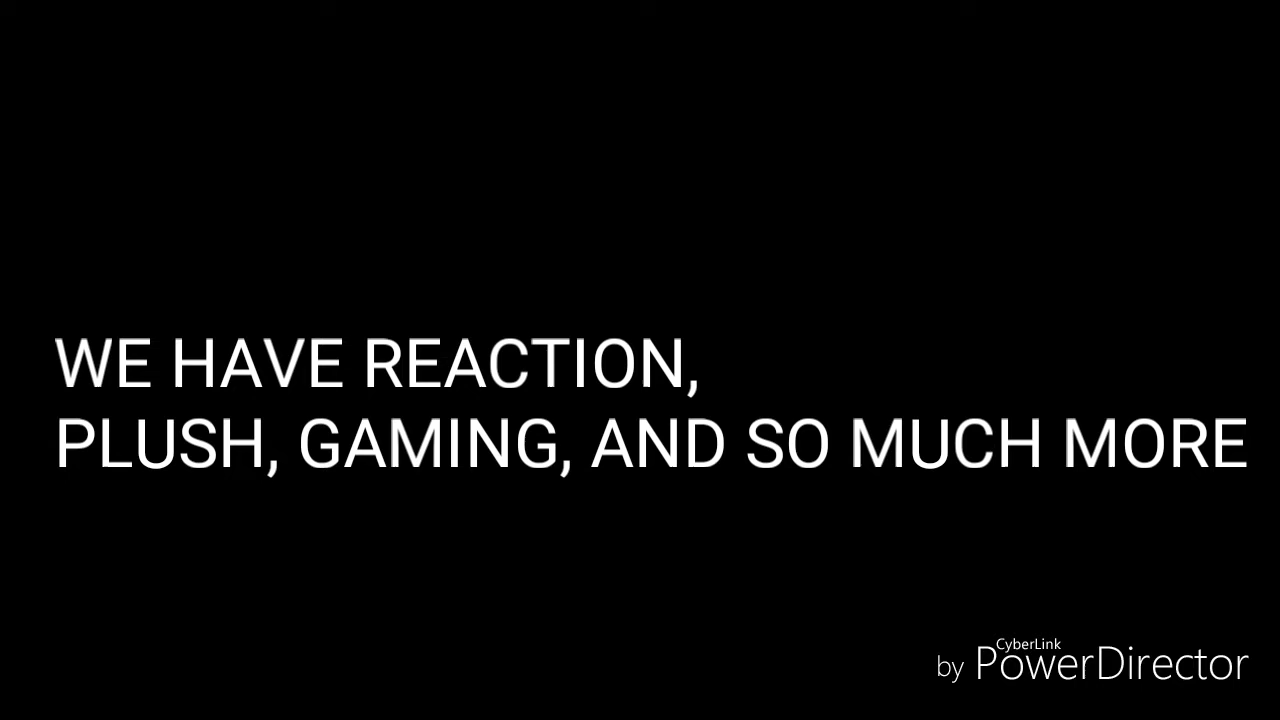 WE HAVE REACTION,
PLUSH, GAMING, AND SO MUCH MORE
CyberLink
by PowerDirector